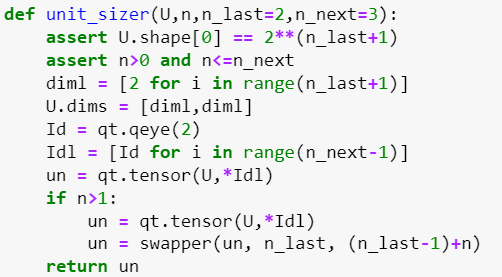 def unit_sizer(U,n,n_last=2,n_next=3):
    assert U.shape[0] == 2**(n_last+1)
    assert n>0 and n<=n_next
    diml = [2 for i in range(n_last+1)]
    U.dims = [diml,diml]
    Id = qt.qeye(2)
    Idl = [Id for i in range(n_next-1)]
    un = qt.tensor(U,*Idl)
    if n>1:
        un = qt.tensor(U,*Idl)
        un = swapper(un, n_last, (n_last-1)+n)
    return un